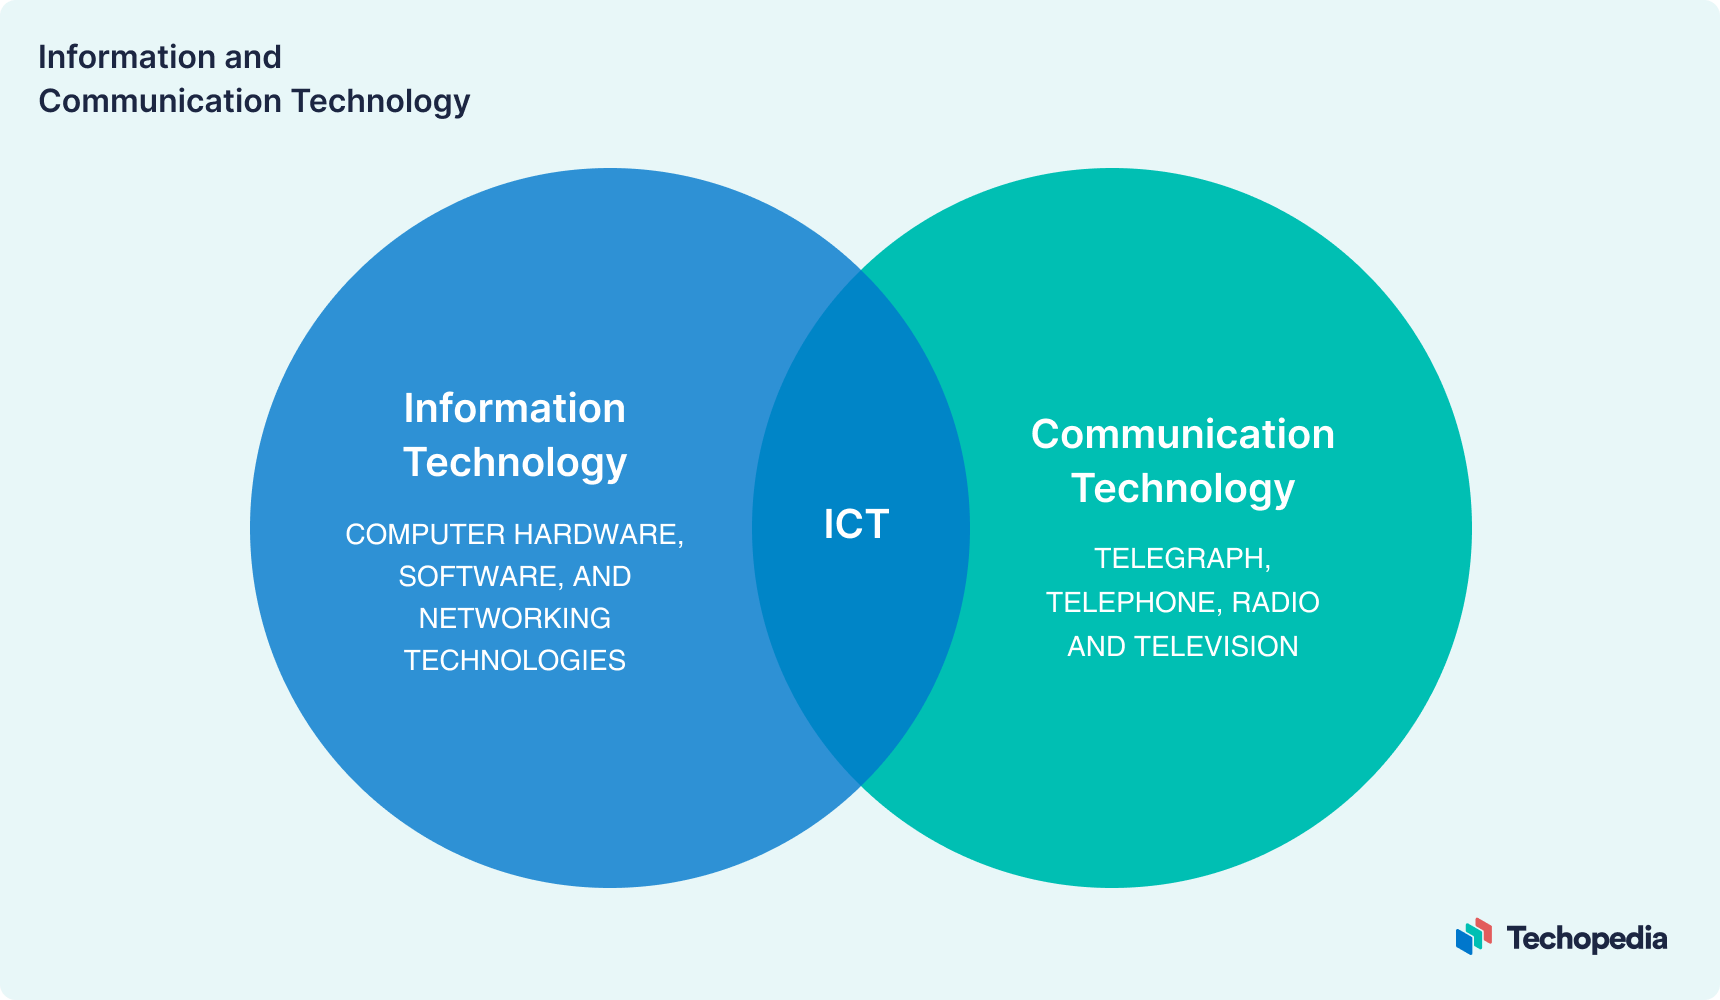 Information and
Communication Technology
Information
Technology
COMPUTER HARDWARE,
SOFTWARE, AND
NETWORKING
TECHNOLOGIES
ICT
Communication
Technology
TELEGRAPH,
TELEPHONE, RADIO
AND TELEVISION
Techopedia